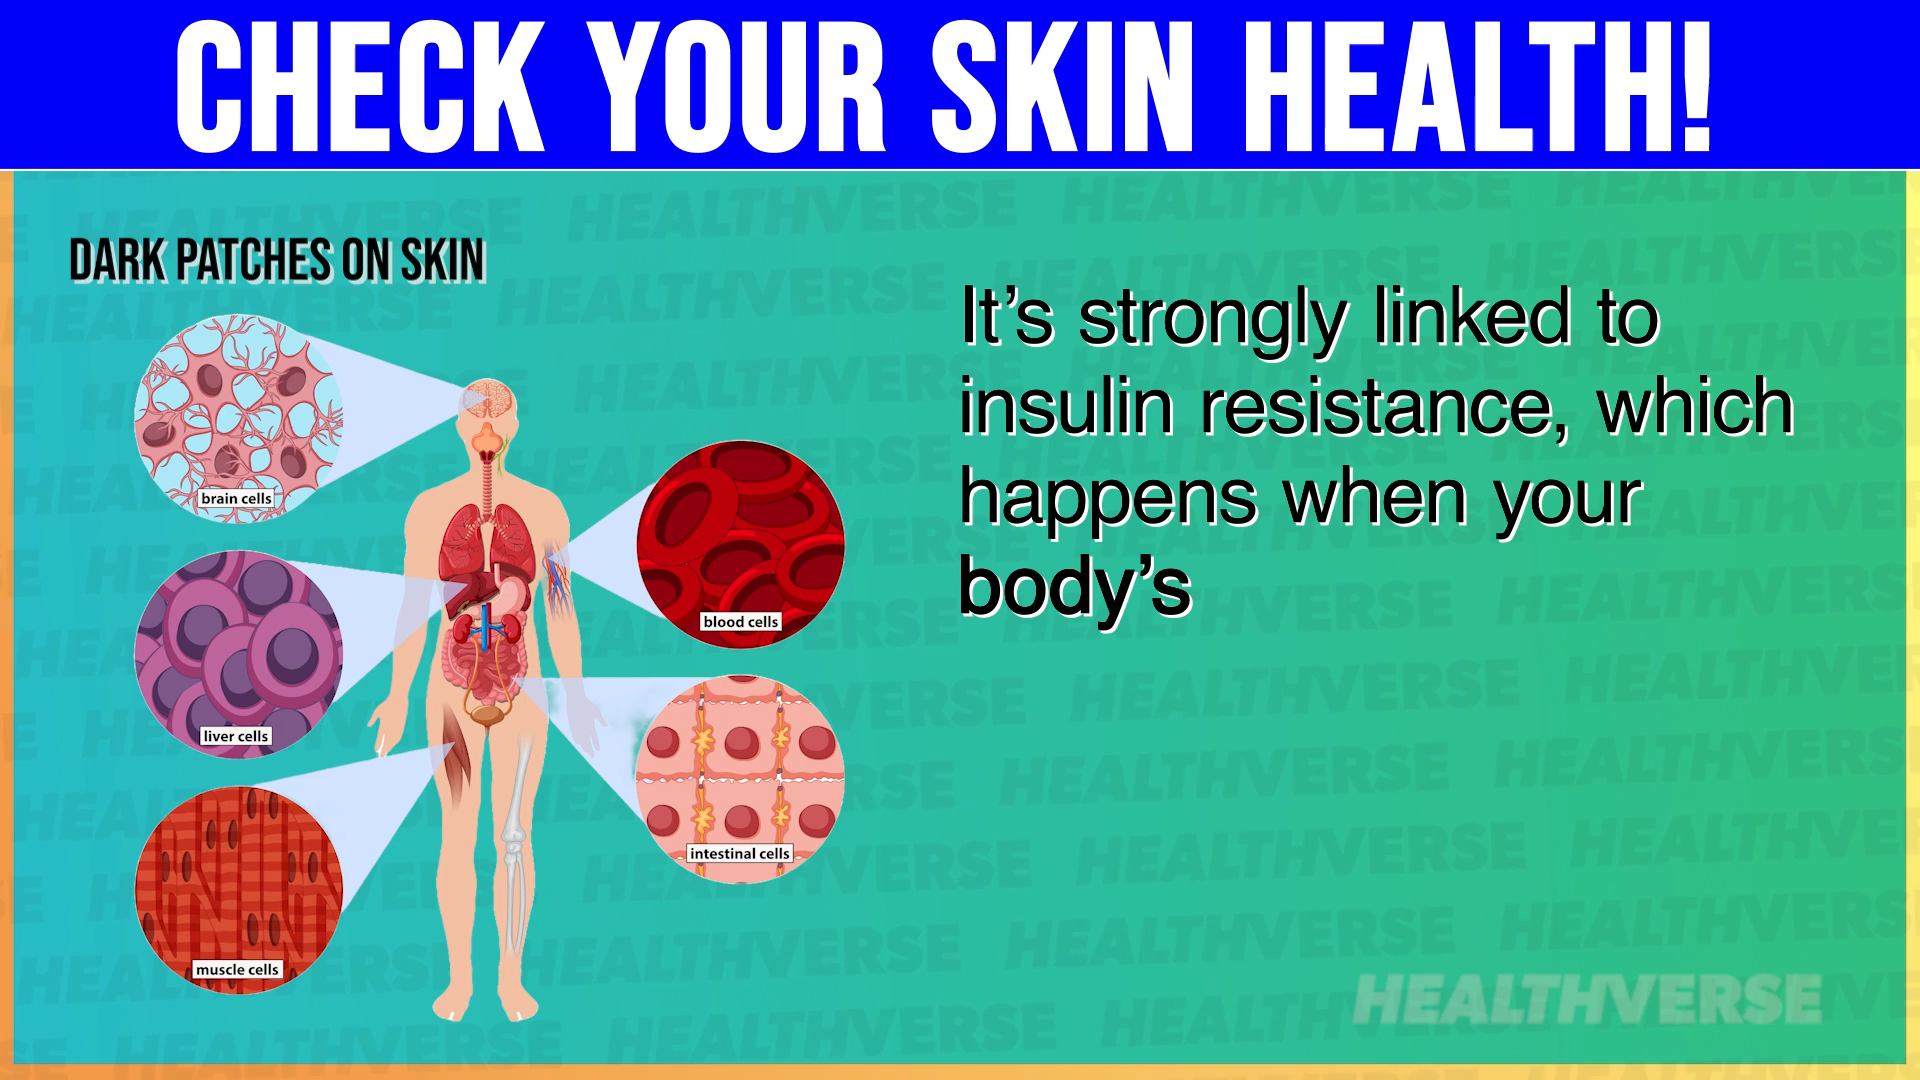 CHECK YOUR SKIN HEALTH!
DARK PATCHES ON SKIN
brain cells
liver cells
muscle cells
blood cells
intestinal cells
It's strongly linked to
insulin resistance, which
happens when your
body's
HEALTHVERSE